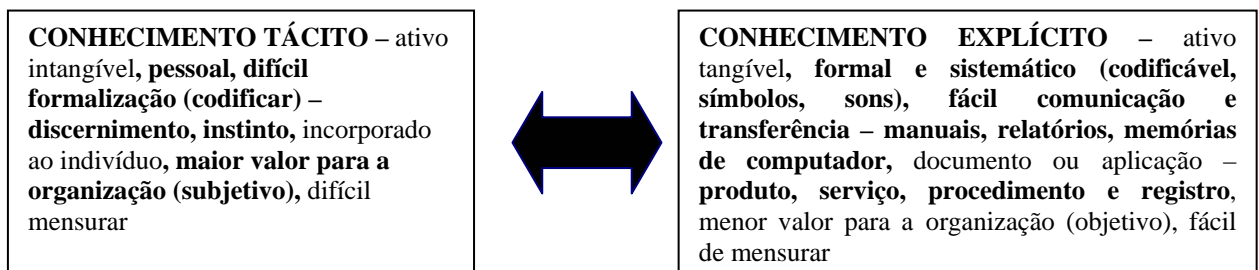 CONHECIMENTO TÁCITO – ativo
intangível, pessoal, difícil
formalização (codificar) –
discernimento, instinto, incorporado
ao indivíduo, maior valor para a
organização (subjetivo), difícil
mensurar
CONHECIMENTO EXPLÍCITO – ativo
tangível, formal e sistemático (codificável,
símbolos, sons), fácil comunicação e
transferência – manuais, relatórios, memórias
de computador, documento ou aplicação –
produto, serviço, procedimento e registro,
menor valor para a organização (objetivo), fácil
de mensurar